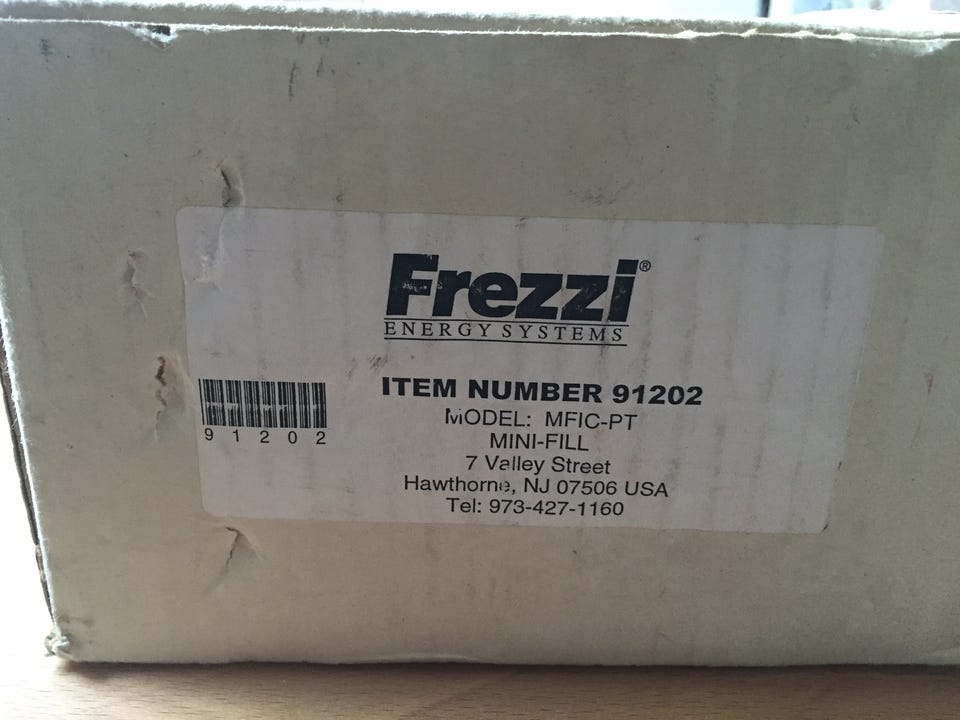 Frezzi®
ENERGY SYSTEMS
ITEM NUMBER 91202
MODEL: MFIC-PT
MINI-FILL
7 Valley Street
Hawthorne, NJ 07506 USA
Tel: 973-427-1160
91202